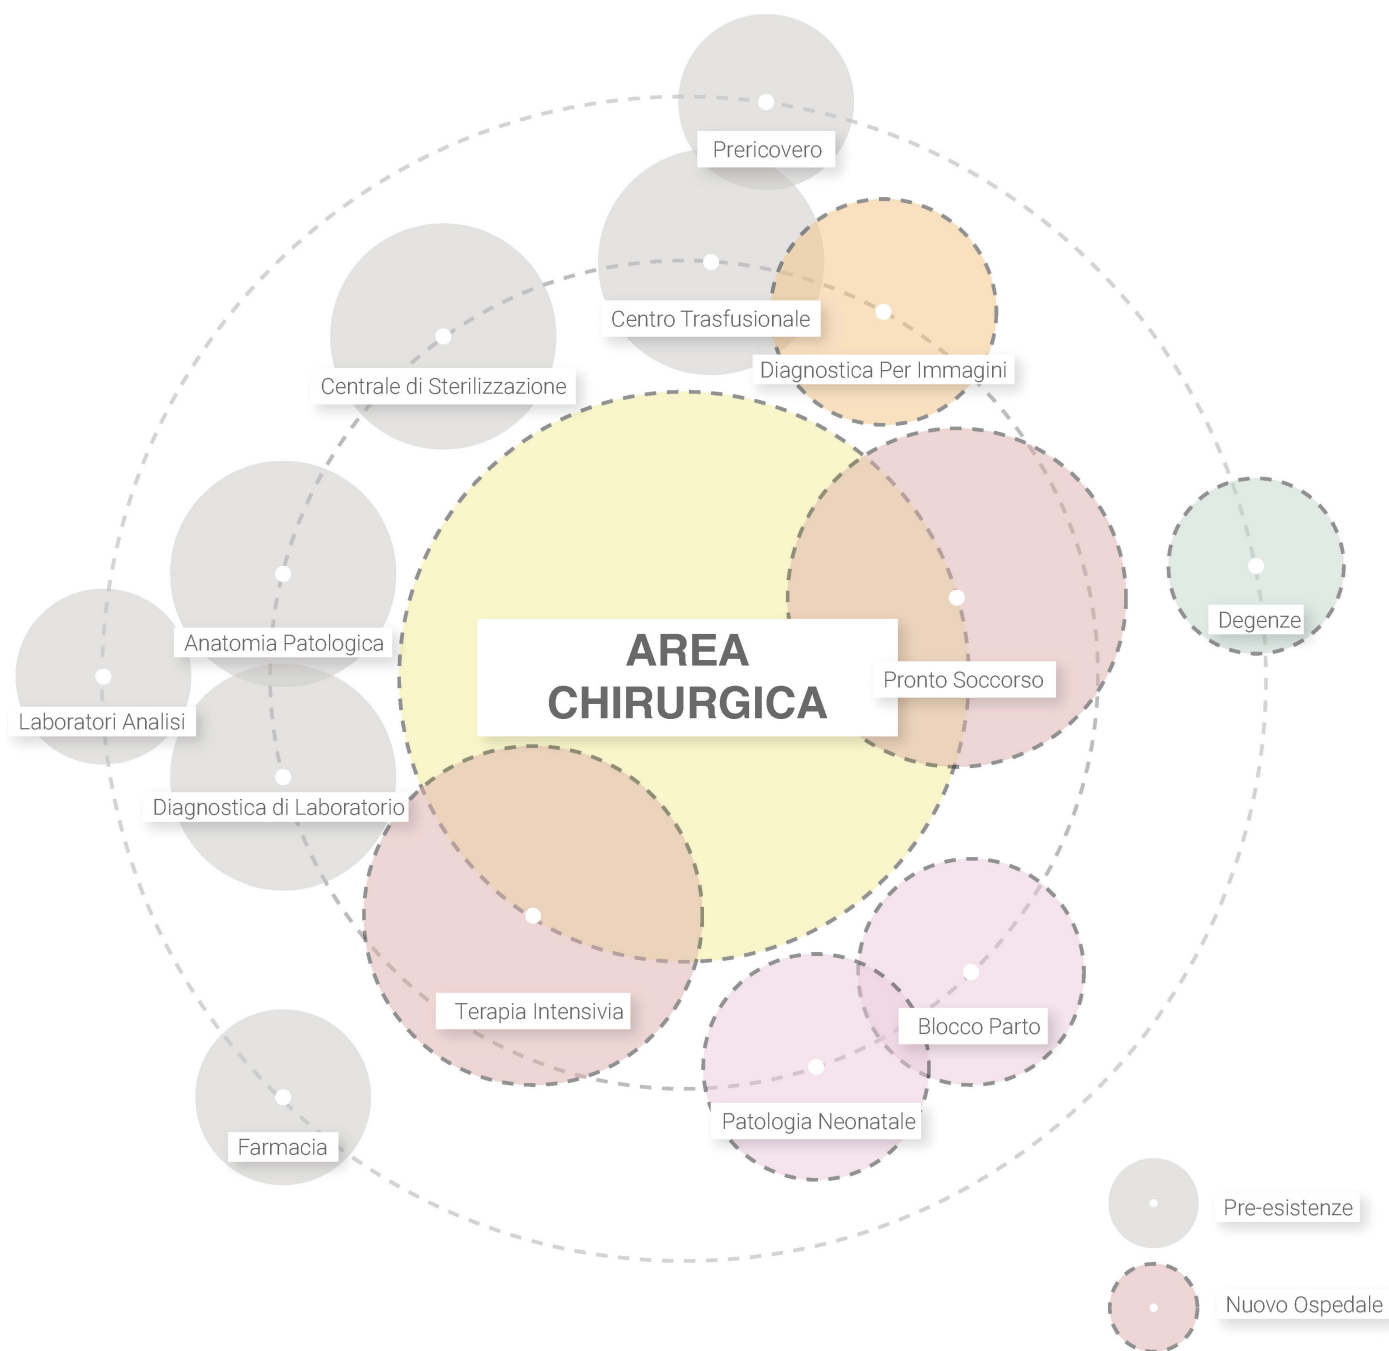 Prericovero
Centro Trasfusionale
Diagnostica Per Immagini
Centrale di Sterilizzazione
Anatomia Patologica
Laboratori Analisi
Diagnostica di Laboratorio
AREA
CHIRURGICA
Pronto Soccorso
Degenze
Terapia Intensivia
Blocco Parto
Patologia Neonatale
Farmacia
Pre-esistenze
Nuovo Ospedale